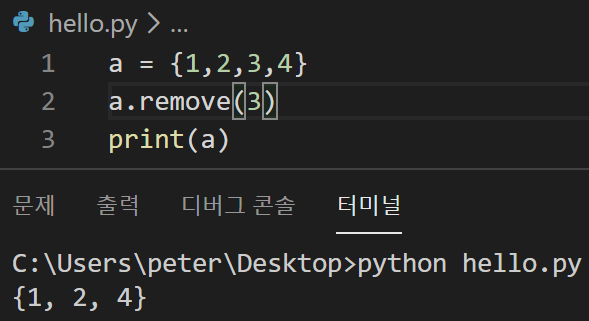 hello.py > ...
1 a = {1,2,3,4}
2 a.remove(3)
3 print(a)
문제 출력 디버그 콘솔 터미널
C:\Users\peter\Desktop>python hello.py
{1, 2, 4}